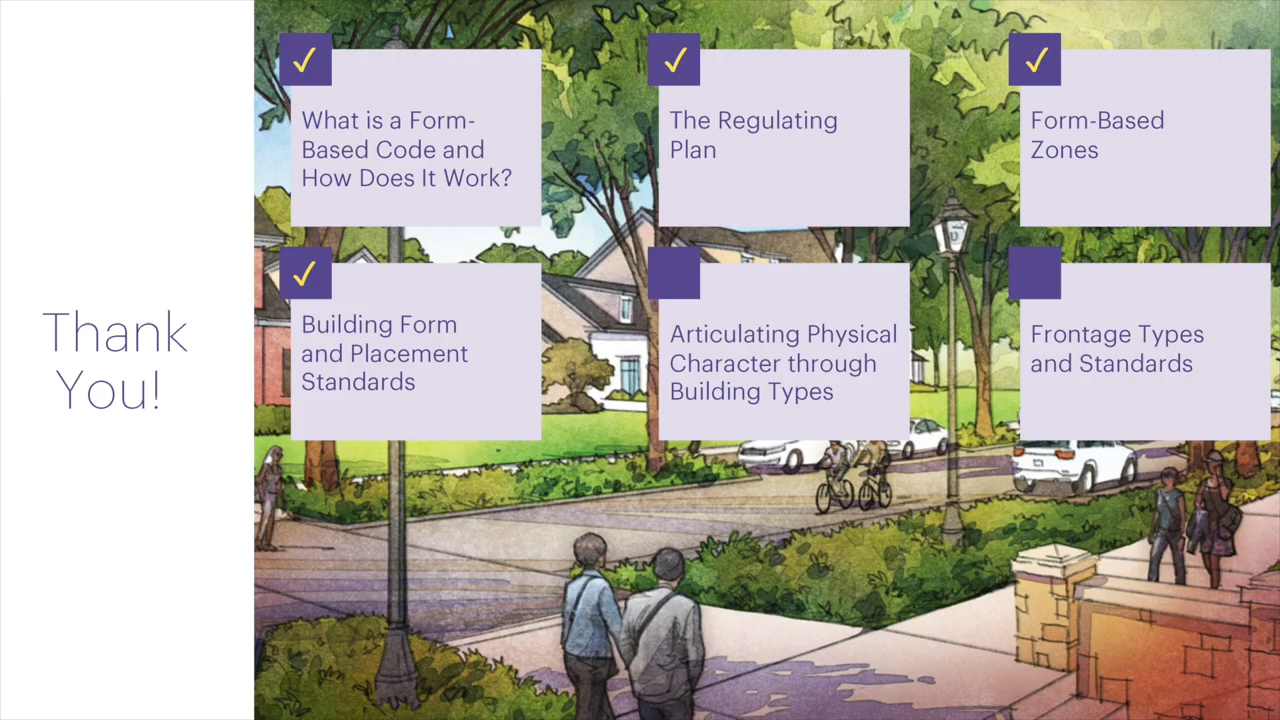 Thank
You!
✓
What is a Form-
Based Code and
How Does It Work?
✓
The Regulating
Plan
✓
Form-Based
Zones
✓
Building Form
and Placement
Standards
Articulating Physical
Character through
Building Types
Frontage Types
and Standards